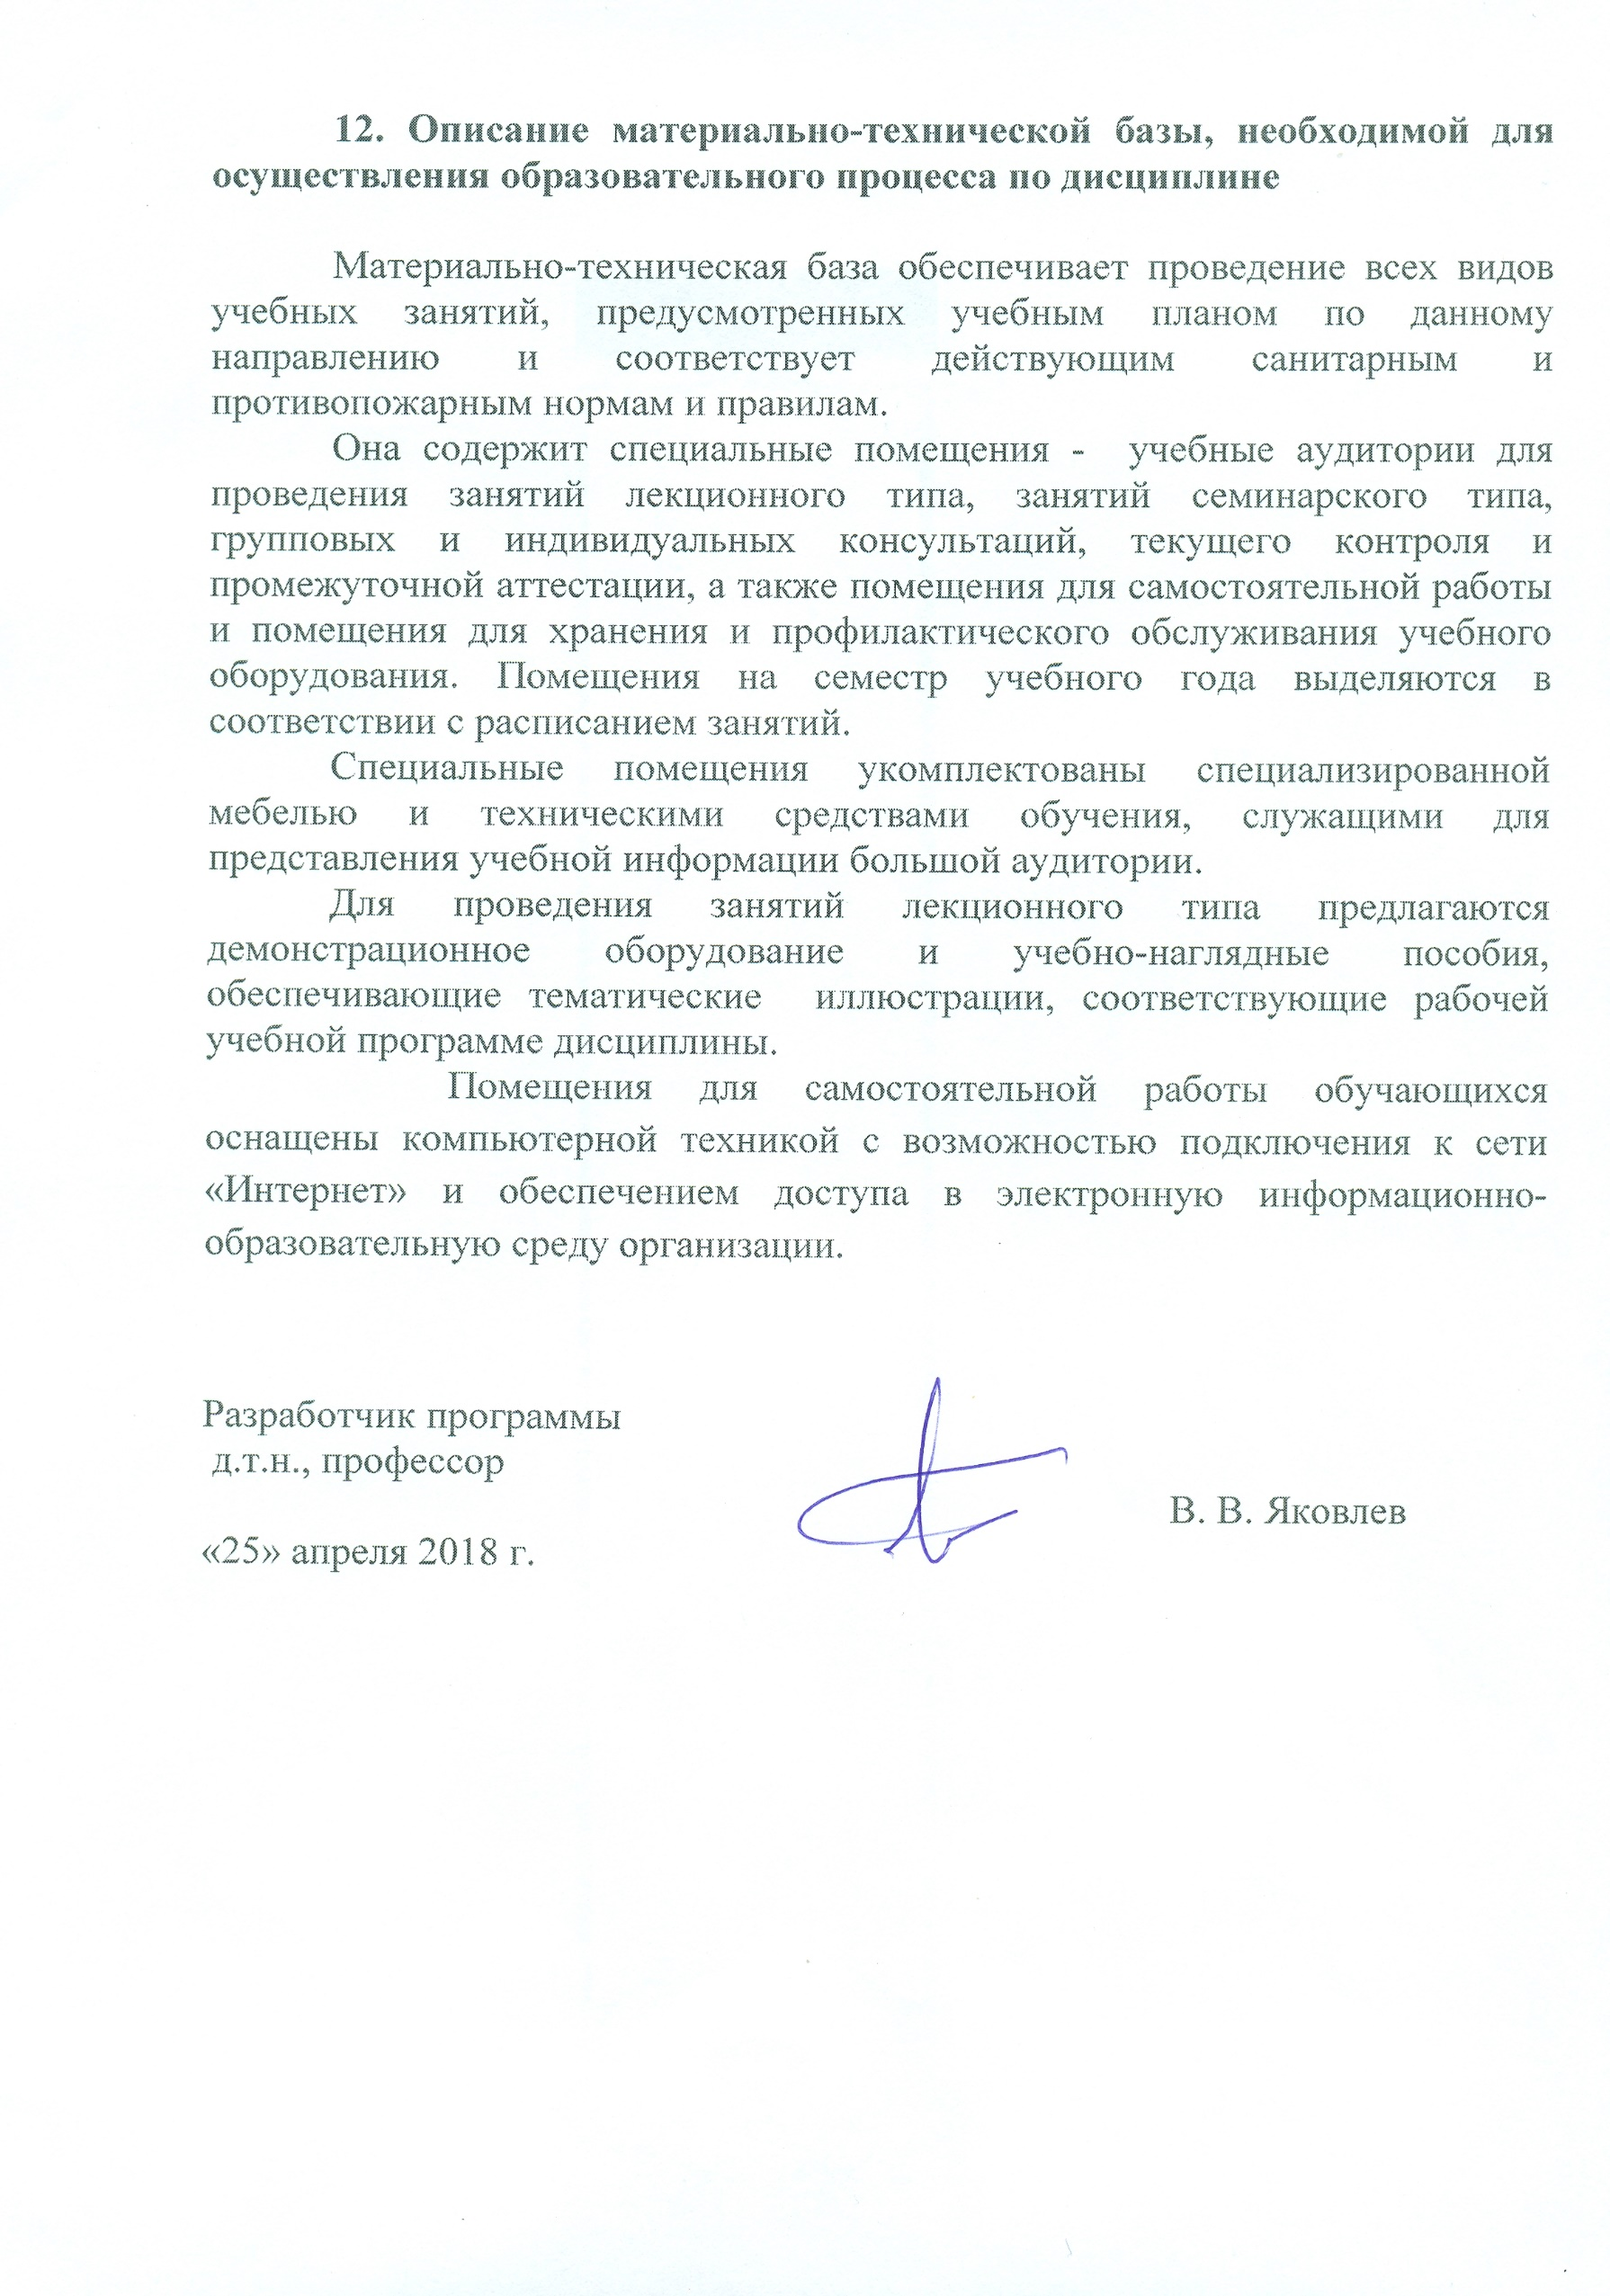 12. Описание материально-технической базы, необходимой для
осуществления образовательного процесса по дисциплине
Материально-техническая база обеспечивает проведение всех видов
учебных занятий, предусмотренных учебным планом по данному
направлению и соответствует действующим санитарным и
противопожарным нормам и правилам.
Она содержит специальные помещения - учебные аудитории для
проведения занятий лекционного типа, занятий семинарского типа,
групповых и индивидуальных консультаций, текущего контроля и
промежуточной аттестации, а также помещения для самостоятельной работы
и помещения для хранения и профилактического обслуживания учебного
оборудования. Помещения на семестр учебного года выделяются в
соответствии с расписанием занятий.
Специальные помещения укомплектованы специализированной
мебелью и техническими средствами обучения, служащими для
представления учебной информации большой аудитории.
Для проведения занятий лекционного типа предлагаются
демонстрационное оборудование и учебно-наглядные пособия,
обеспечивающие тематические иллюстрации, соответствующие рабочей
учебной программе дисциплины.
Помещения для самостоятельной работы обучающихся
оснащены компьютерной техникой с возможностью подключения к сети
«Интернет» и обеспечением доступа в электронную информационно-
образовательную среду организации.
Разработчик программы
д.т.н., профессор
В. В. Яковлев
«25» апреля 2018 г.